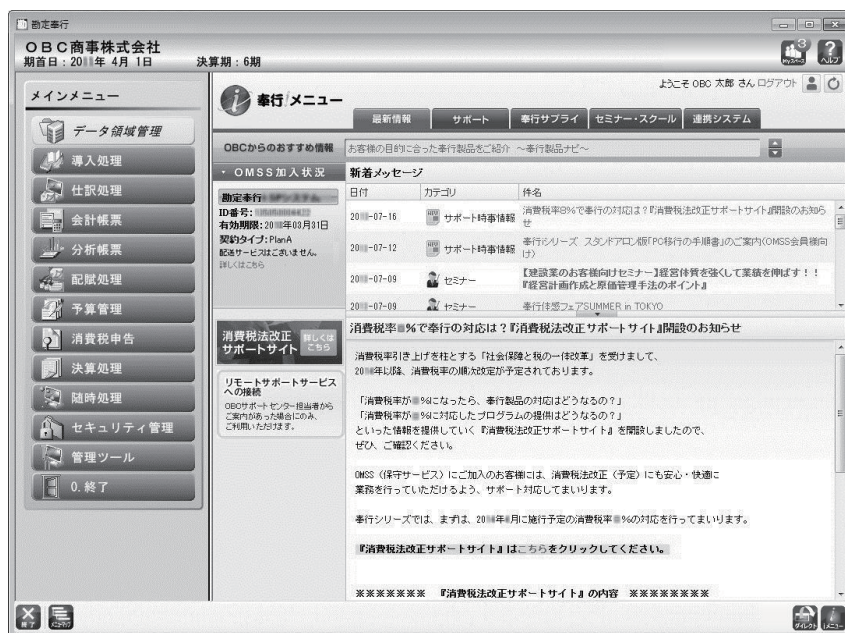 勘定奉行
OBC商事株式会社
期首日:20 年 4月 1日 決算期:6期
Myスペース
3
ヘルプ
メインメニュー
データ領域管理
導入処理
仕訳処理
会計帳票
分析帳票
配賦処理
予算管理
消費税申告
決算処理
随時処理
セキュリティ管理
管理ツール
0.終了
奉行 iメニュー
ようこそ OBC 太郎 さん ログアウト
最新情報
サポート
奉行サプライ
セミナー・スクール
連携システム
OBCからのおすすめ情報
お客様の目的に合った奉行製品をご紹介 ~奉行製品ナビ~
・ OMSS加入状況
勘定奉行
ID番号:
有効期限:20 年03月31日
契約タイプ:PlanA
配送サービスはございません。
詳しくはこちら
消費税法改正
サポートサイト
詳しくは
こちら
リモートサポートサービス
への接続
OBCサポートセンター担当者から
ご案内があった場合にのみ、
ご利用いただけます。
新着メッセージ
日付 カテゴリ 件名
20 -07-16 サポート時事情報 消費税率8%で奉行の対応は?『消費税法改正サポートサイト』開設のお知らせ
20 -07-12 サポート時事情報 奉行シリーズ スタンドアロン版「PC移行の手順書」のご案内(OMSS会員様向け)
20 -07-09 セミナー 【建設業のお客様向けセミナー】経営体質を強くして業績を伸ばす!!
『経営計画作成と原価管理手法のポイント』
20 -07-09 セミナー 奉行体感フェアSUMMER in TOKYO
消費税率 %で奉行の対応は?『消費税法改正サポートサイト』開設のお知らせ
消費税率引き上げを柱とする「社会保障と税の一体改革」を受けまして、
20 年以降、消費税率の順次改定が予定されております。
「消費税率が %になったら、奉行製品の対応はどうなるの?」
「消費税率が %に対応したプログラムの提供はどうなるの?」
といった情報を提供していく『消費税法改正サポートサイト』を開設しましたので、
ぜひ、ご確認ください。
OMSS(保守サービス)にご加入のお客様には、消費税法改正(予定)にも安心・快適に
業務を行っていただけるよう、サポート対応してまいります。
奉行シリーズでは、まずは、20 年 月に施行予定の消費税率 %の対応を行ってまいります。
『消費税法改正サポートサイト』はこちらをクリックしてください。
※※※※※※※ 『消費税法改正サポートサイト』の内容 ※※※※※※※※
終了
メニューマップ
ダイレクト
iメニュー